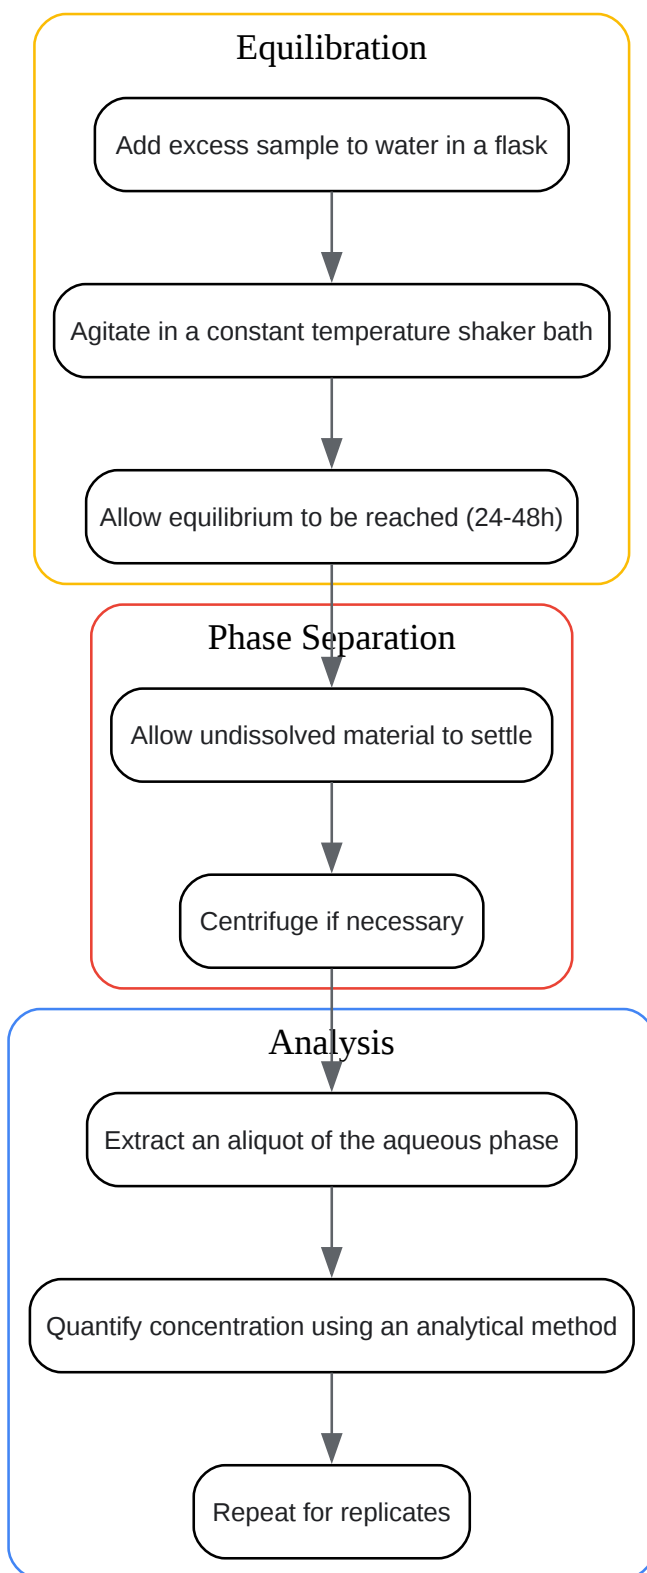 Equilibration
Add excess sample to water in a flask
Agitate in a constant temperature shaker bath
Allow equilibrium to be reached (24-48h)
Phase Separation
Allow undissolved material to settle
Centrifuge if necessary
Analysis
Extract an aliquot of the aqueous phase
Quantify concentration using an analytical method
Repeat for replicates